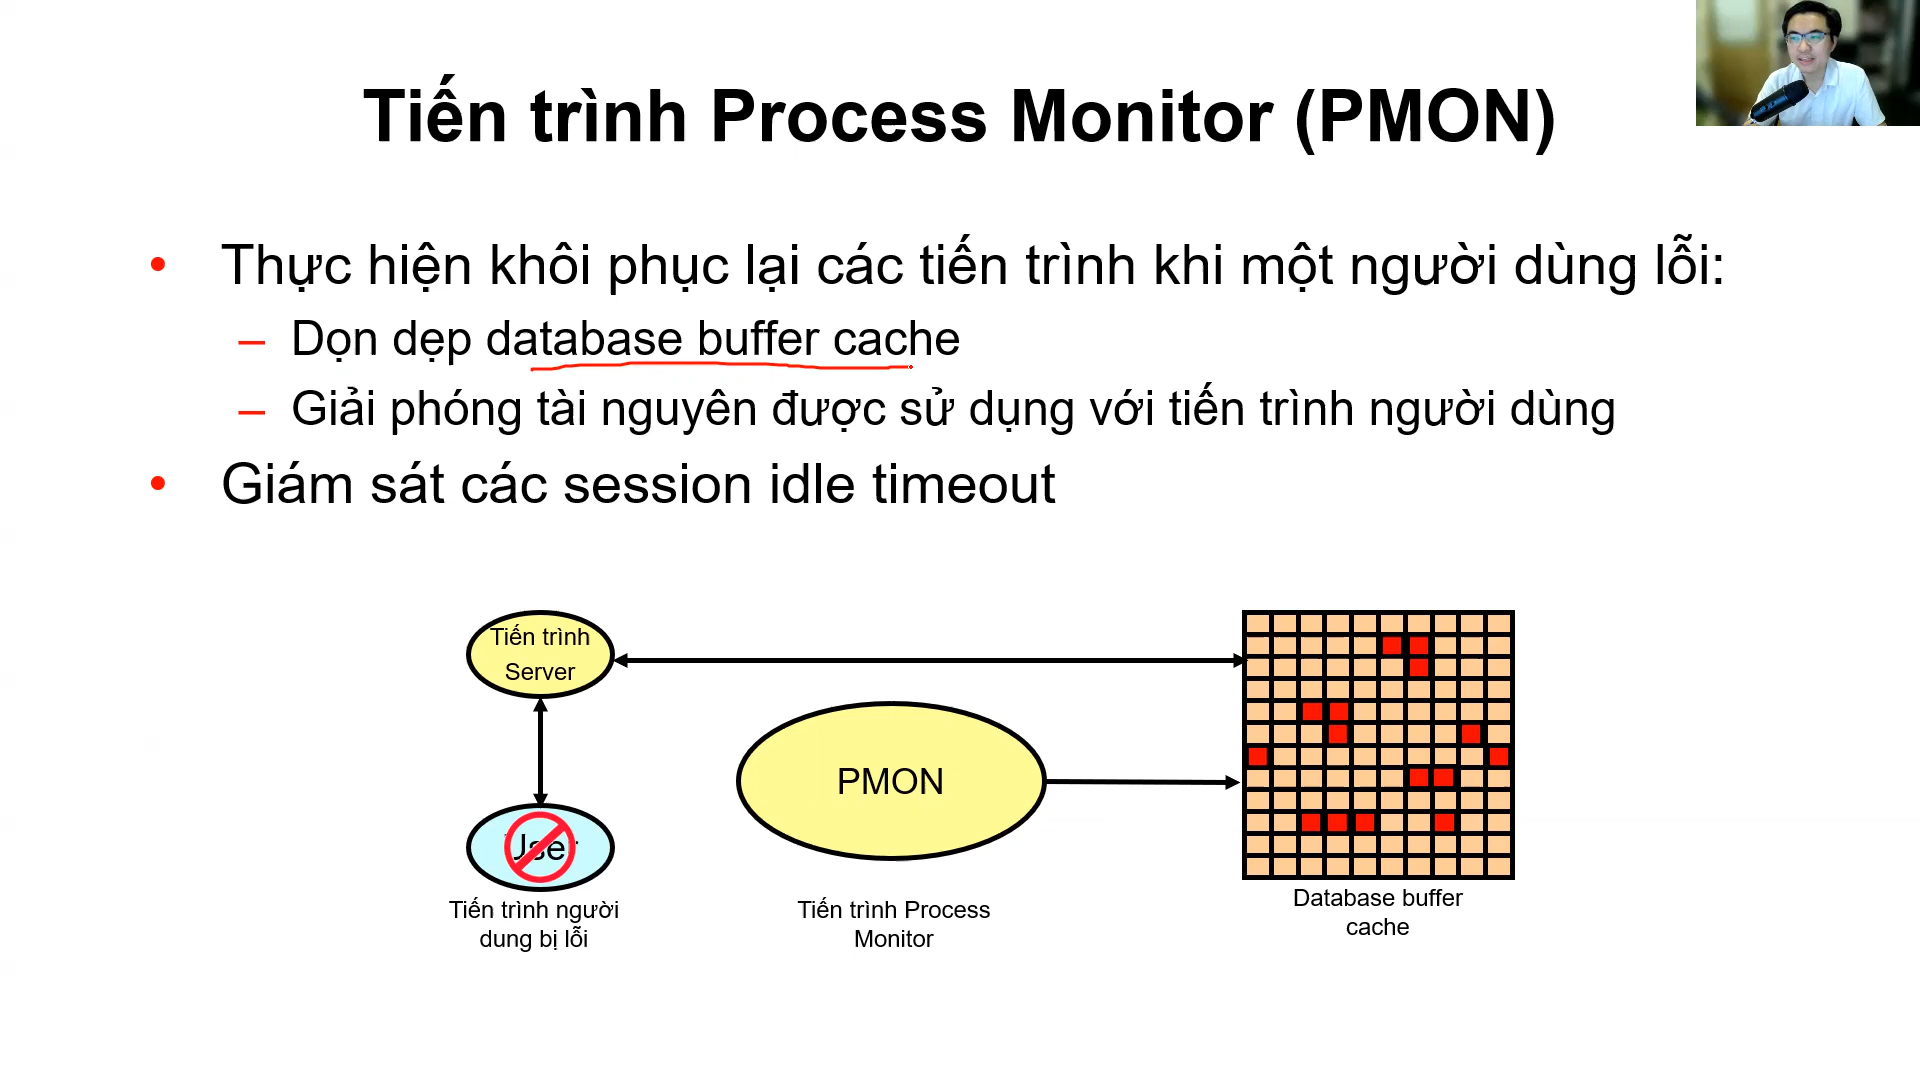 Tiến trình Process Monitor (PMON)
• Thực hiện khôi phục lại các tiến trình khi một người dùng lỗi:
– Dọn dẹp database buffer cache
– Giải phóng tài nguyên được sử dụng với tiến trình người dùng
• Giám sát các session idle timeout
Tiến trình
Server
PMON
User
Tiến trình người
dung bị lỗi
Tiến trình Process
Monitor
Database buffer
cache